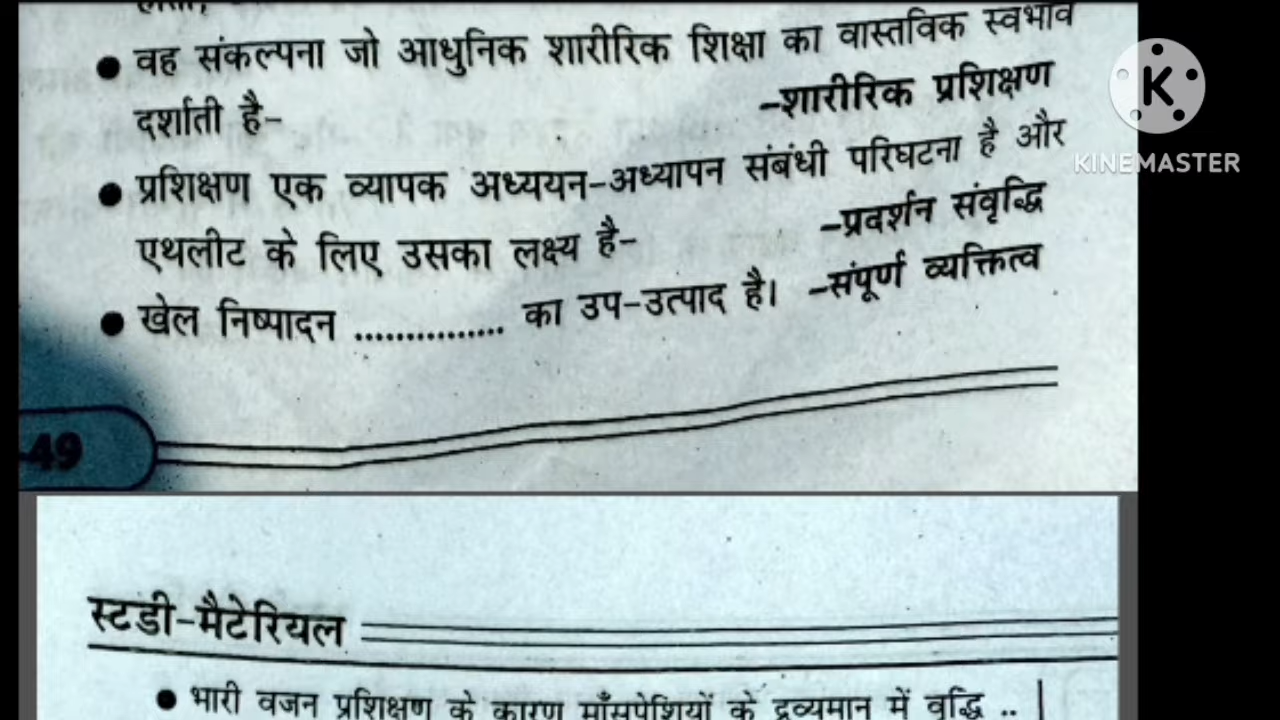 ● वह संकल्पना जो आधुनिक शारीरिक शिक्षा का वास्तविक स्वभाव
दर्शाती है- -शारीरिक प्रशिक्षण
● प्रशिक्षण एक व्यापक अध्ययन-अध्यापन संबंधी परिघटना है और
एथलीट के लिए उसका लक्ष्य है- -प्रदर्शन संवृद्धि
● खेल निष्पादन ............... का उप-उत्पाद है। -संपूर्ण व्यक्तित्व
49
स्टडी-मैटेरियल
● भारी वजन प्रशिक्षण के कारण माँसपेशियों के द्रव्यमान में वृद्धि ..
K
KINEMASTER